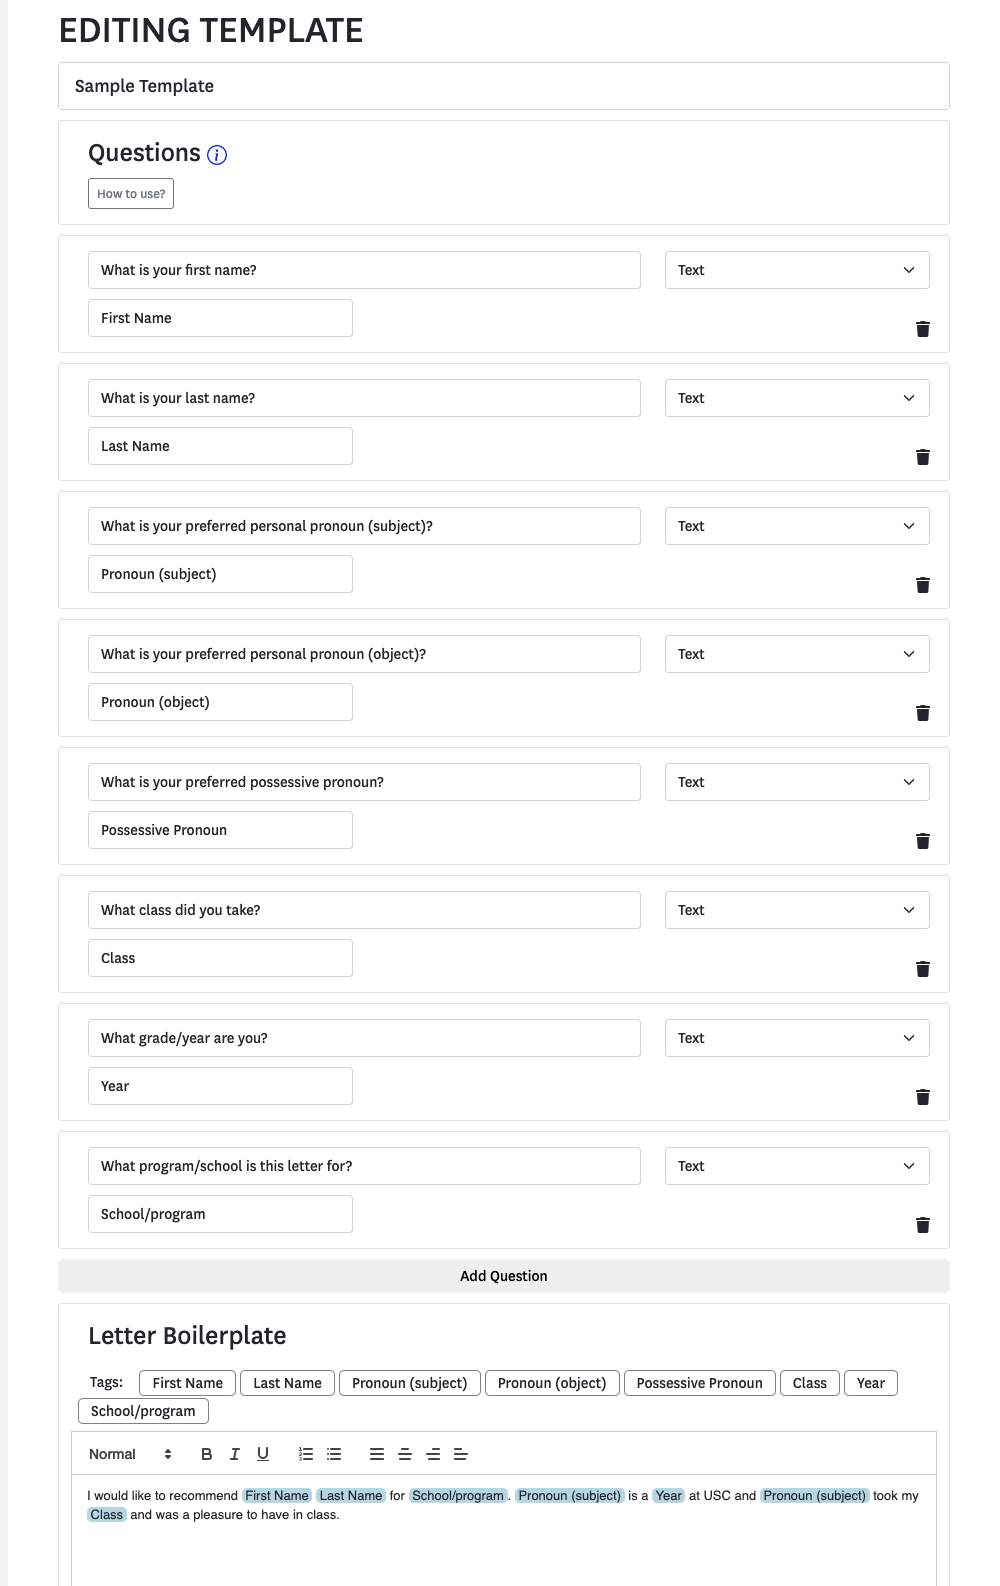 EDITING TEMPLATE
Sample Template
Questions
How to use?
What is your first name?
Text
First Name
What is your last name?
Text
Last Name
What is your preferred personal pronoun (subject)?
Text
Pronoun (subject)
What is your preferred personal pronoun (object)?
Text
Pronoun (object)
What is your preferred possessive pronoun?
Text
Possessive Pronoun
What class did you take?
Text
Class
What grade/year are you?
Text
Year
What program/school is this letter for?
Text
School/program
Add Question
Letter Boilerplate
Tags: First Name Last Name Pronoun (subject) Pronoun (object) Possessive Pronoun Class Year
School/program
Normal B I U
I would like to recommend First Name Last Name for School/program . Pronoun (subject) is a Year at USC and Pronoun (subject) took my
Class and was a pleasure to have in class.